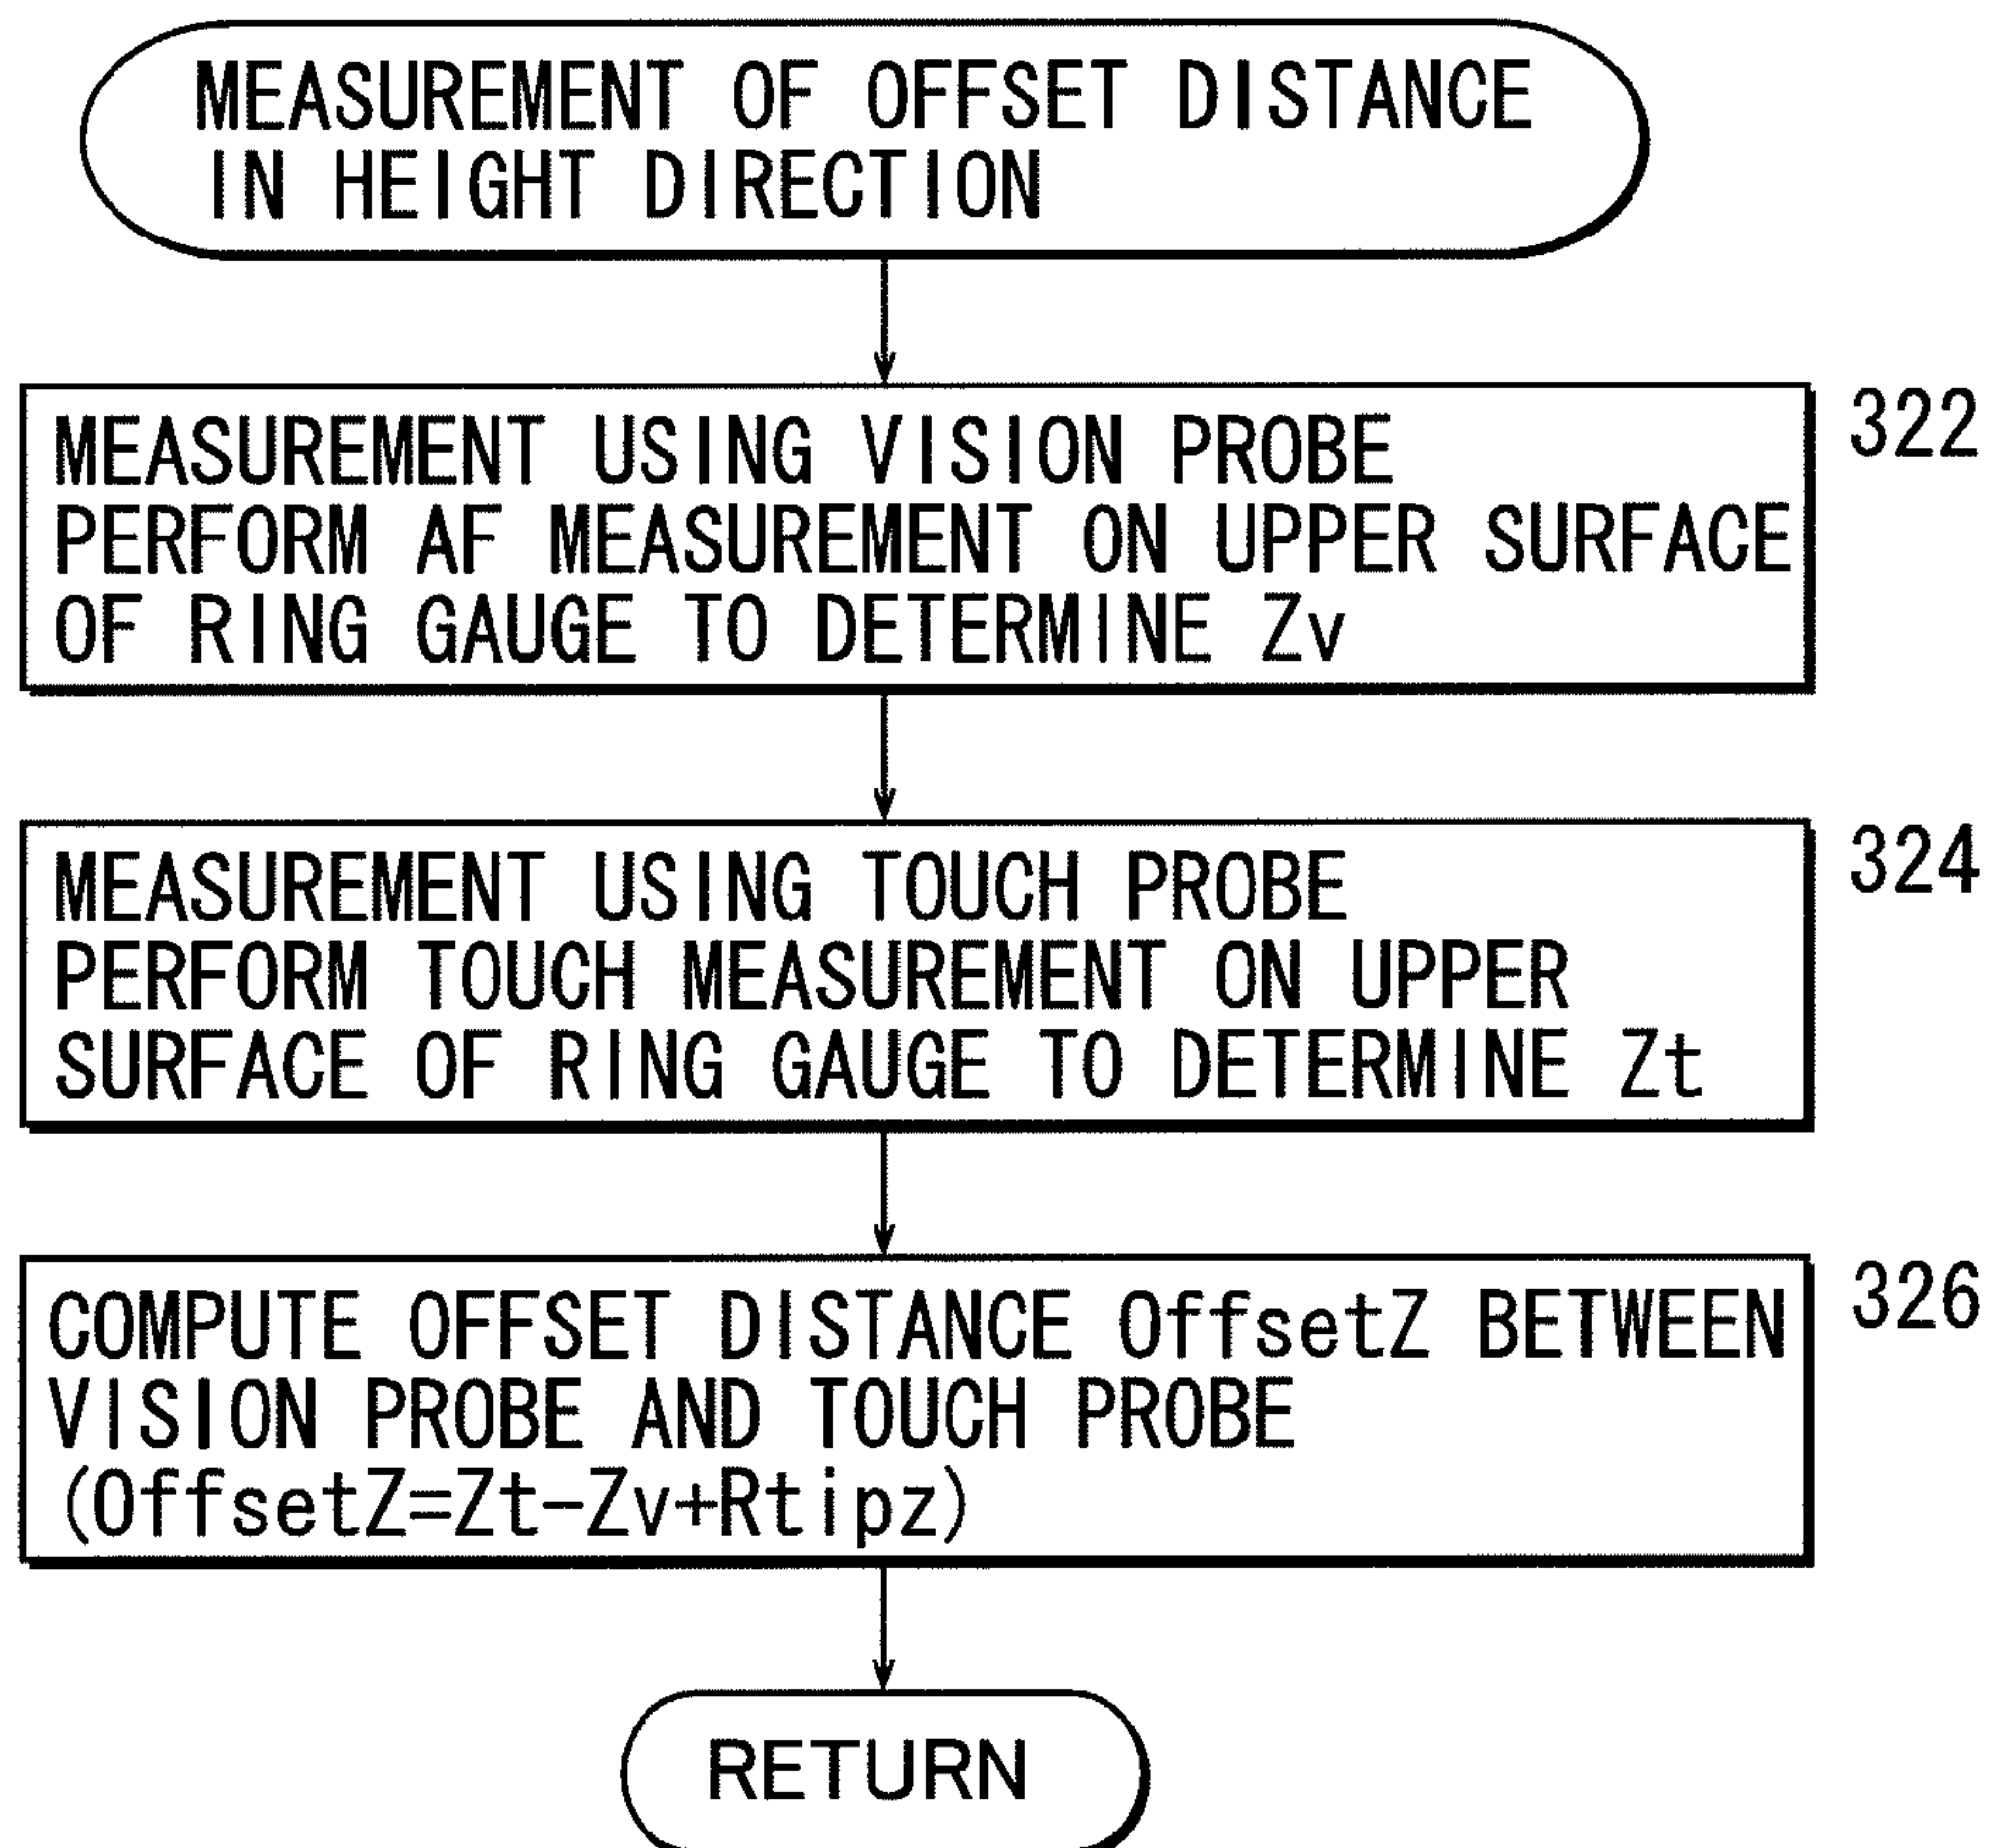 MEASUREMENT OF OFFSET DISTANCE
IN HEIGHT DIRECTION
322
MEASUREMENT USING VISION PROBE
PERFORM AF MEASUREMENT ON UPPER SURFACE
OF RING GAUGE TO DETERMINE Zv
324
MEASUREMENT USING TOUCH PROBE
PERFORM TOUCH MEASUREMENT ON UPPER
SURFACE OF RING GAUGE TO DETERMINE Zt
326
COMPUTE OFFSET DISTANCE OffsetZ BETWEEN
VISION PROBE AND TOUCH PROBE
(OffsetZ=Zt-Zv+Rtipz)
RETURN